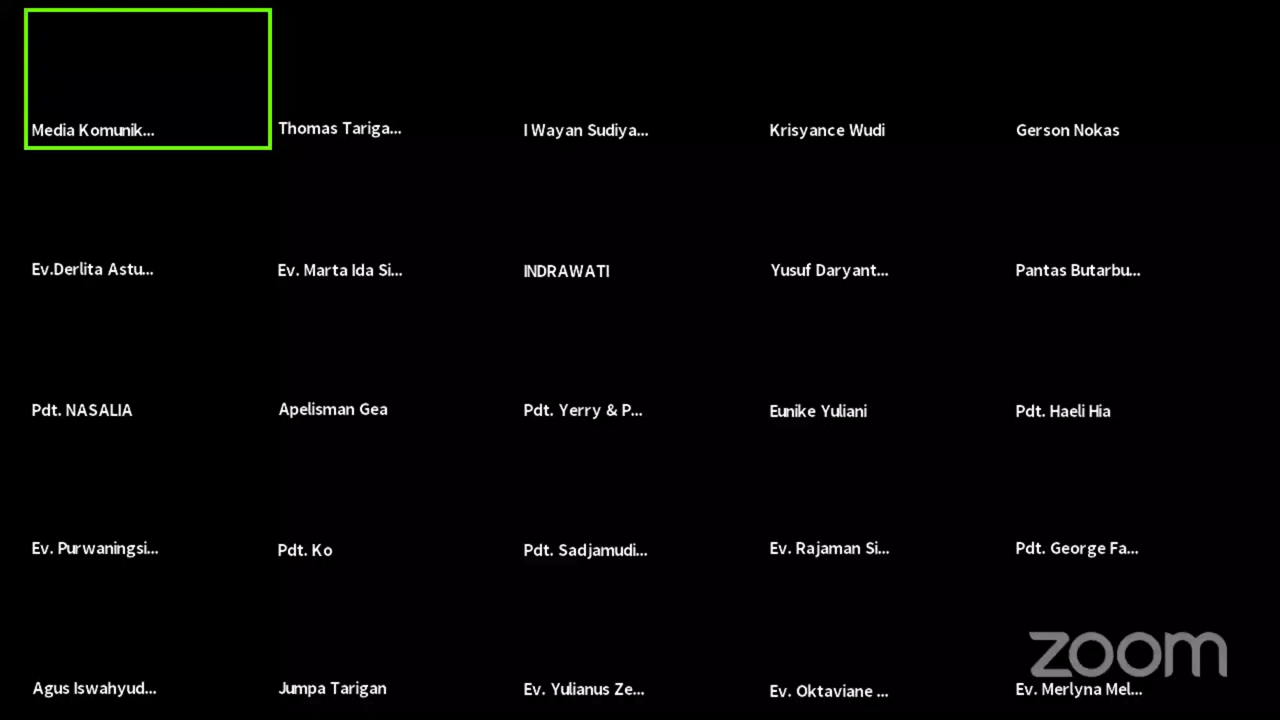 Media Komunik...
Thomas Tariga...
I Wayan Sudiya...
Krisyance Wudi
Gerson Nokas
Ev.Derlita Astu...
Ev. Marta Ida Si...
INDRAWATI
Yusuf Daryant...
Pantas Butarbu...
Pdt. NASALIA
Apelisman Gea
Pdt. Yerry & P...
Eunike Yuliani
Pdt. Haeli Hia
Ev. Purwaningsi...
Pdt. Ko
Pdt. Sadjamudi...
Ev. Rajaman Si...
Pdt. George Fa...
zoom
Agus Iswahyud...
Jumpa Tarigan
Ev. Yulianus Ze...
Ev. Oktaviane ...
Ev. Merlyna Mel...